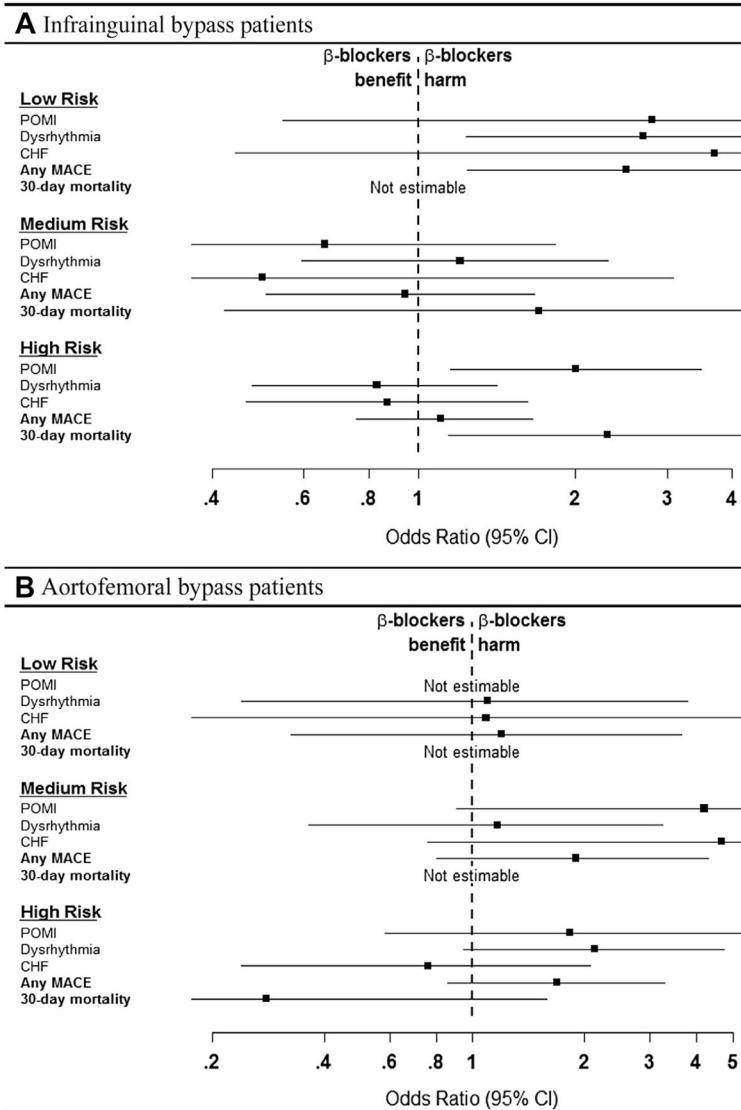 A Infrainguinal bypass patients
β-blockers β-blockers
benefit harm
Low Risk
POMI
Dysrhythmia
CHF
Any MACE
30-day mortality Not estimable
Medium Risk
POMI
Dysrhythmia
CHF
Any MACE
30-day mortality
High Risk
POMI
Dysrhythmia
CHF
Any MACE
30-day mortality
.4 .6 .8 1 2 3 4
Odds Ratio (95% CI)
B Aortofemoral bypass patients
β-blockers β-blockers
benefit harm
Low Risk
POMI Not estimable
Dysrhythmia
CHF
Any MACE
30-day mortality Not estimable
Medium Risk
POMI
Dysrhythmia
CHF
Any MACE
30-day mortality Not estimable
High Risk
POMI
Dysrhythmia
CHF
Any MACE
30-day mortality
.2 .4 .6 .8 1 2 3 4 5
Odds Ratio (95% CI)